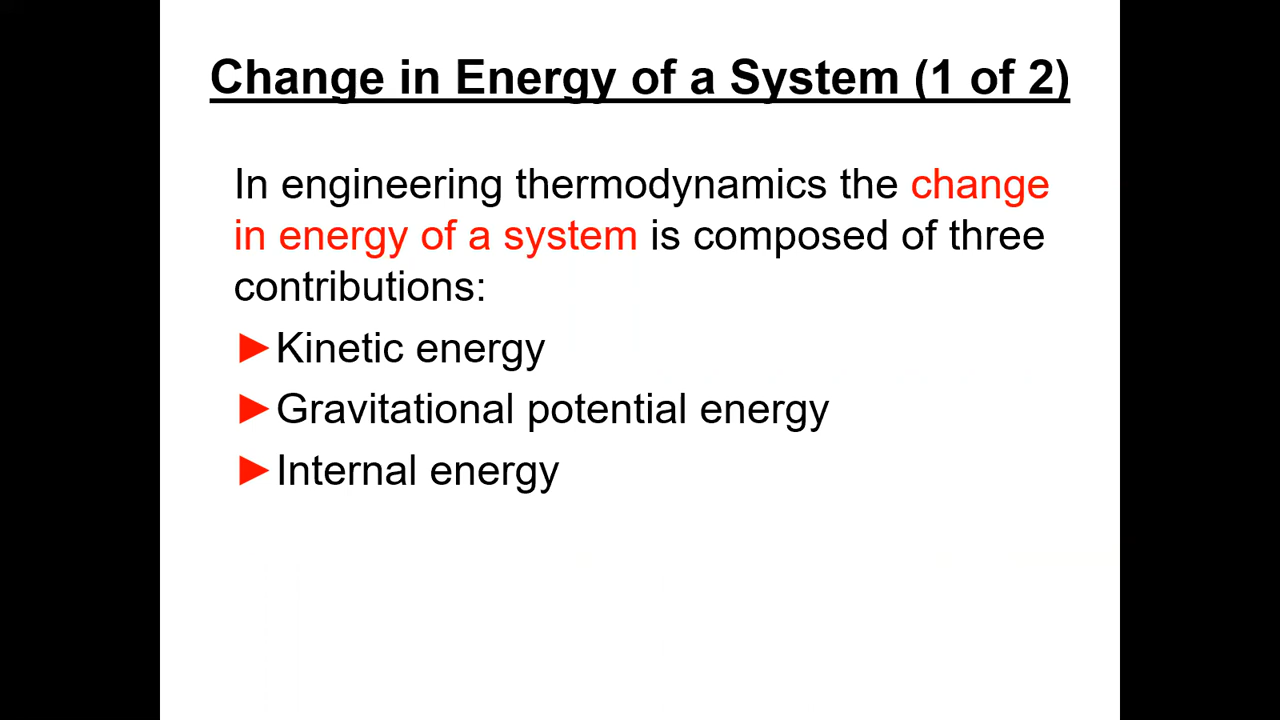 Change in Energy of a System (1 of 2)
In engineering thermodynamics the change
in energy of a system is composed of three
contributions:
►Kinetic energy
►Gravitational potential energy
►Internal energy